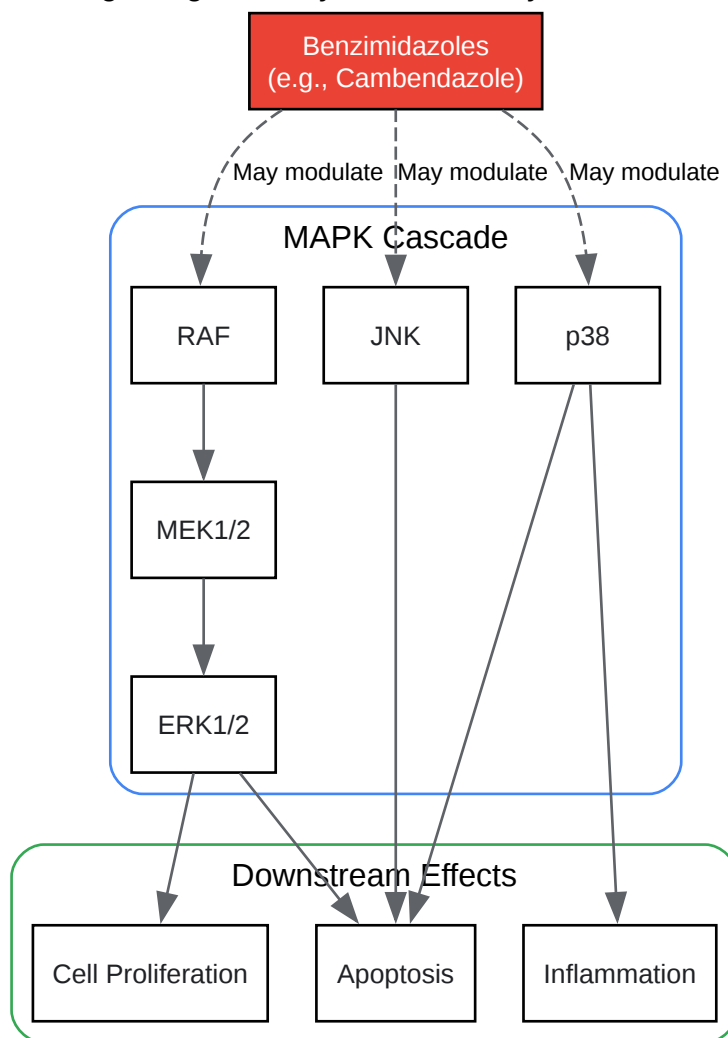 Benzimidazoles
(e.g., Cambendazole)
May modulate May modulate May modulate
MAPK Cascade
RAF
JNK
p38
MEK1/2
ERK1/2
Downstream Effects
Cell Proliferation
Apoptosis
Inflammation